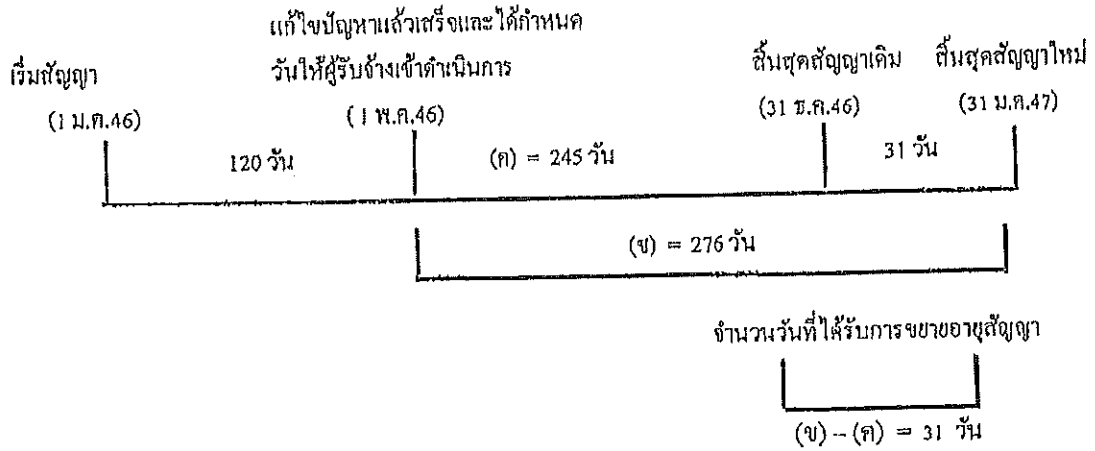 แก้ไขปัญหาแล้วเสร็จและได้กำหนด
วันให้ผู้รับจ้างเข้าดำเนินการ
เริ่มสัญญา
สิ้นสุดสัญญาเดิม
สิ้นสุดสัญญาใหม่
(1 ม.ค.46)
(1 พ.ค.46)
(31 ธ.ค.46)
(31 ม.ค.47)
120 วัน
(ค) = 245 วัน
31 วัน
(ข) = 276 วัน
จำนวนวันที่ได้รับการขยายอายุสัญญา
(ข) – (ค) = 31 วัน